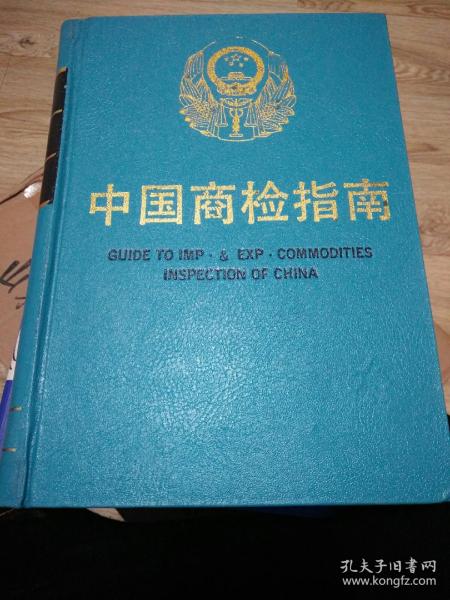 中国商检指南
GUIDE TO IMP · & EXP · COMMODITIES
INSPECTION OF CHINA
孔夫子旧书网
www.kongfz.com